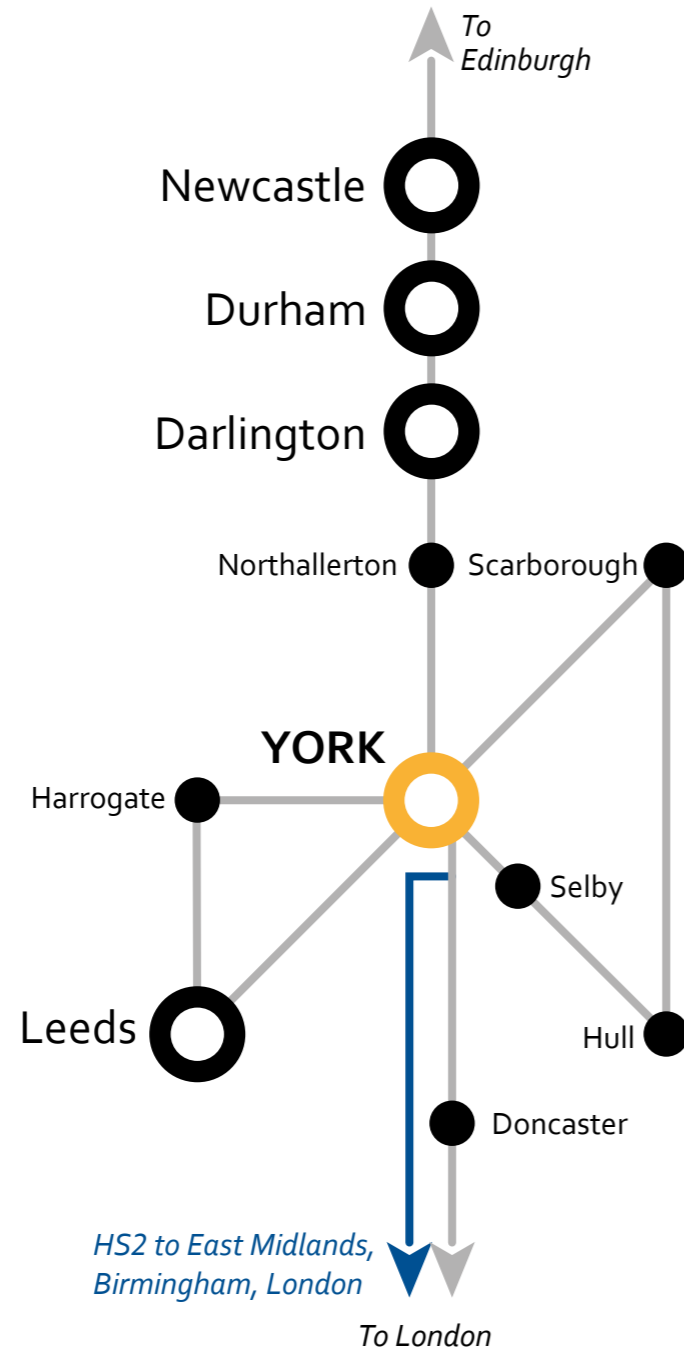 To
Edinburgh
Newcastle
Durham
Darlington
Northallerton
Scarborough
YORK
Harrogate
Selby
Leeds
Hull
Doncaster
HS2 to East Midlands,
Birmingham, London
To London